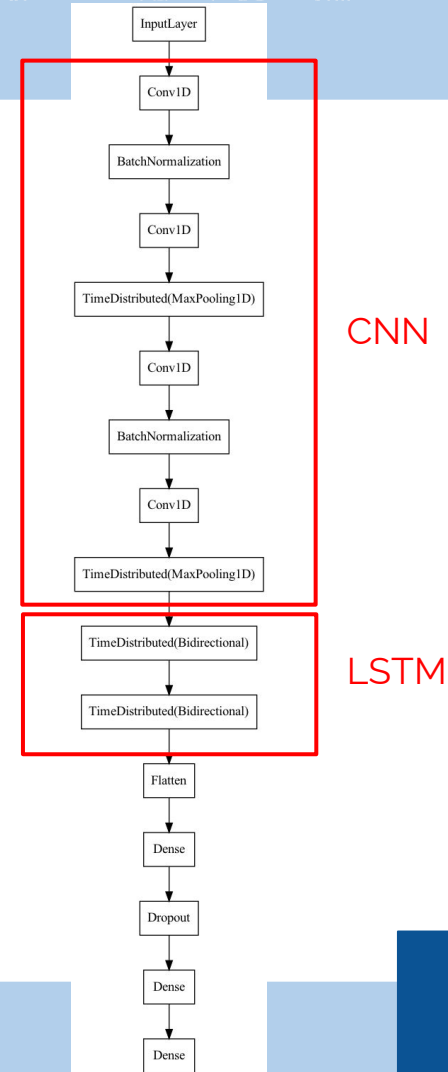 InputLayer
Conv1D
BatchNormalization
Conv1D
TimeDistributed(MaxPooling1D)
CNN
Conv1D
BatchNormalization
Conv1D
TimeDistributed(MaxPooling1D)
TimeDistributed(Bidirectional)
LSTM
TimeDistributed(Bidirectional)
Flatten
Dense
Dropout
Dense
Dense